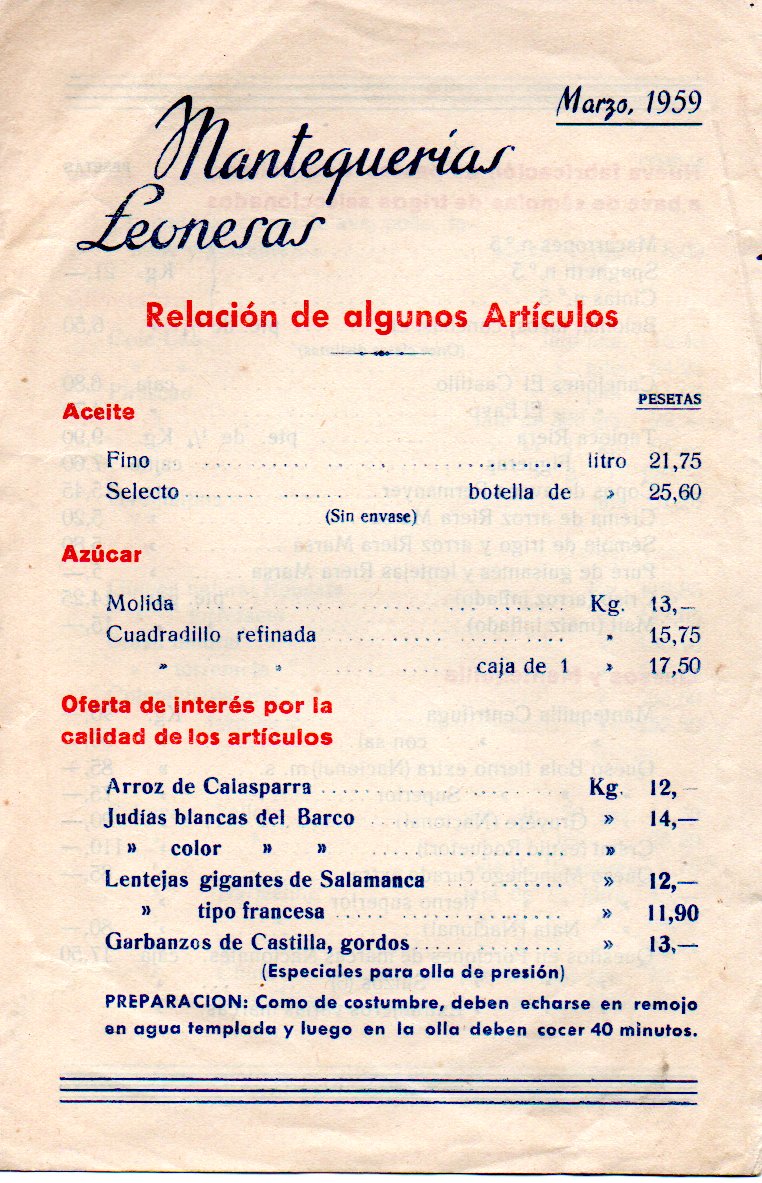 Marzo, 1959
Mantequerías
Leonesas
Relación de algunos Artículos
PESETAS
Aceite
Fino ........................ litro 21,75
Selecto ............ botella de » 25,60
(Sin envase)
Azúcar
Molida ........................ Kg. 13,—
Cuadradillo refinada ................ » 15,75
» » ............ caja de 1 » 17,50
Oferta de interés por la
calidad de los artículos
Arroz de Calasparra ................ Kg. 12,—
Judías blancas del Barco ............ » 14,—
» color » » ................ »
Lentejas gigantes de Salamanca .......... » 12,—
» tipo francesa ................ » 11,90
Garbanzos de Castilla, gordos ............ » 13,—
(Especiales para olla de presión)
PREPARACION: Como de costumbre, deben echarse en remojo
en agua templada y luego en la olla deben cocer 40 minutos.